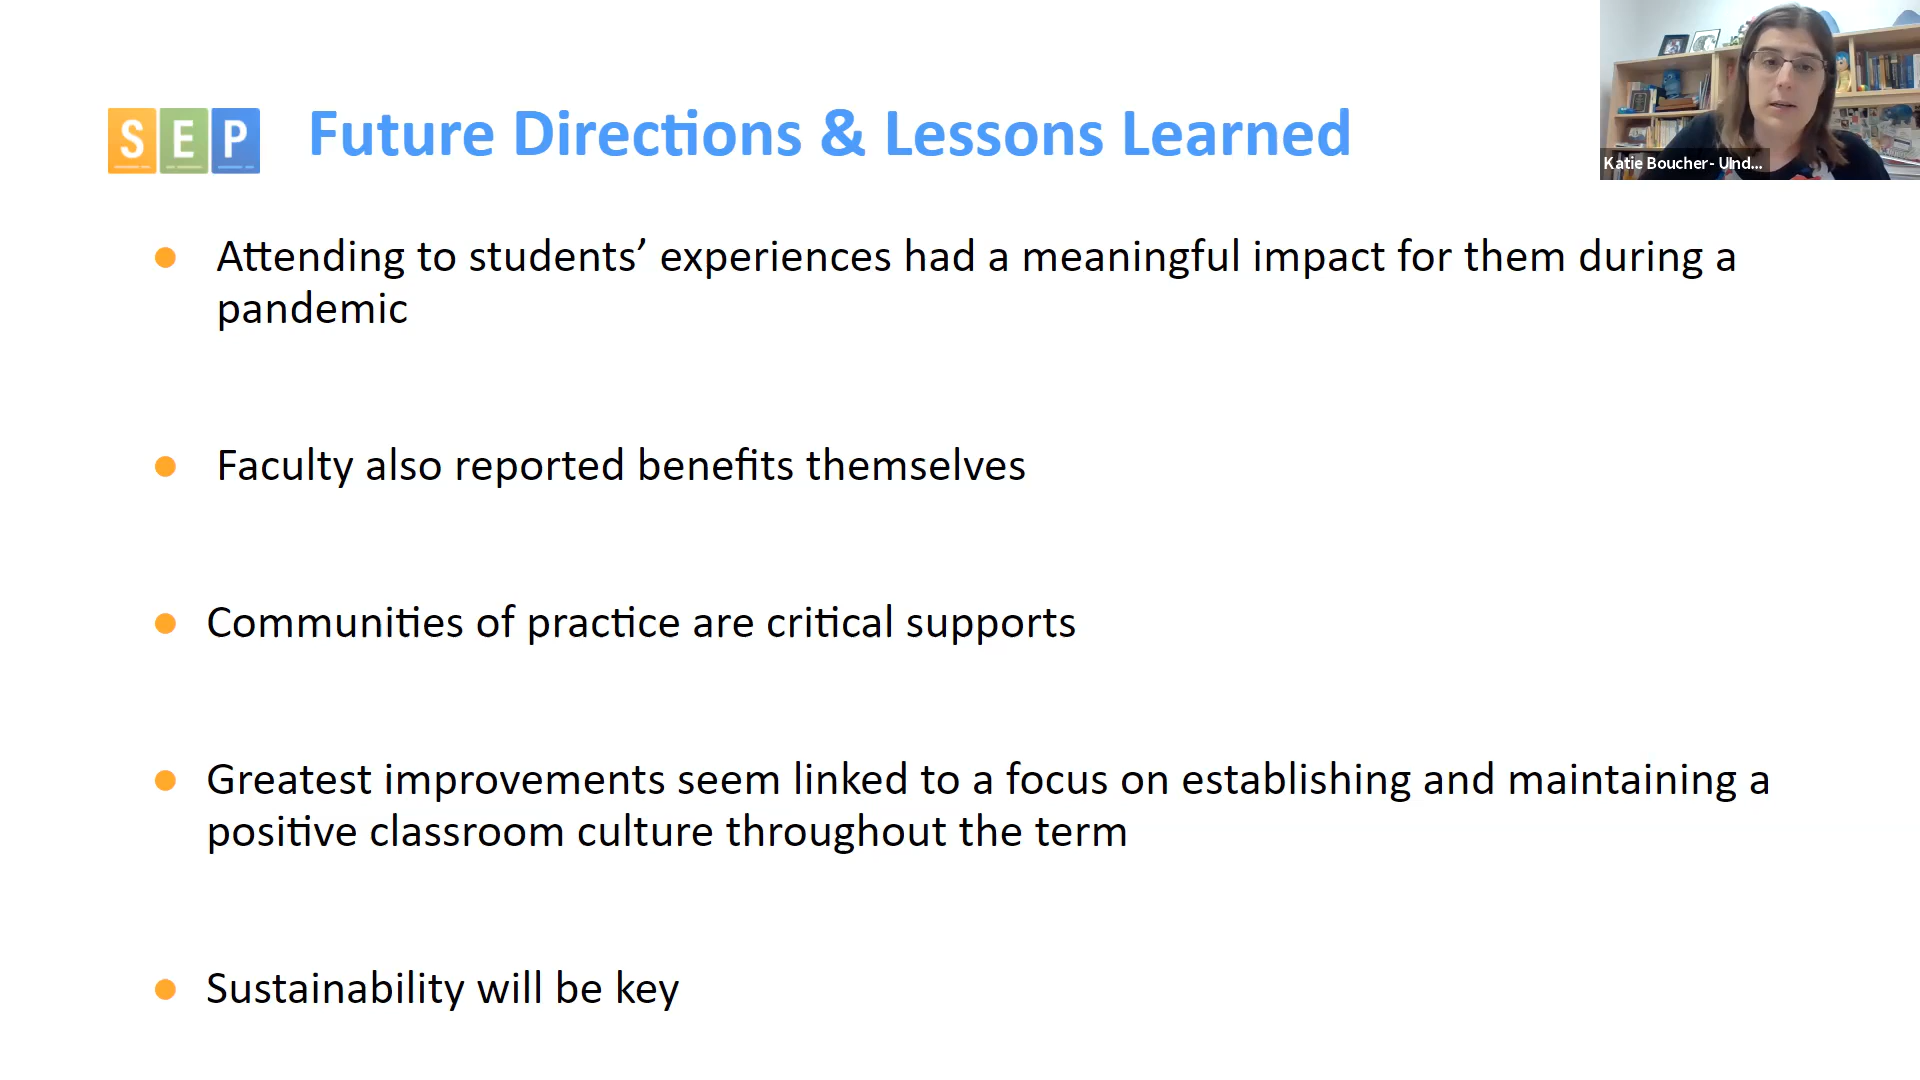 SEP
Future Directions & Lessons Learned
Katie Boucher- UInd...
Attending to students’ experiences had a meaningful impact for them during a
pandemic
Faculty also reported benefits themselves
Communities of practice are critical supports
Greatest improvements seem linked to a focus on establishing and maintaining a
positive classroom culture throughout the term
Sustainability will be key